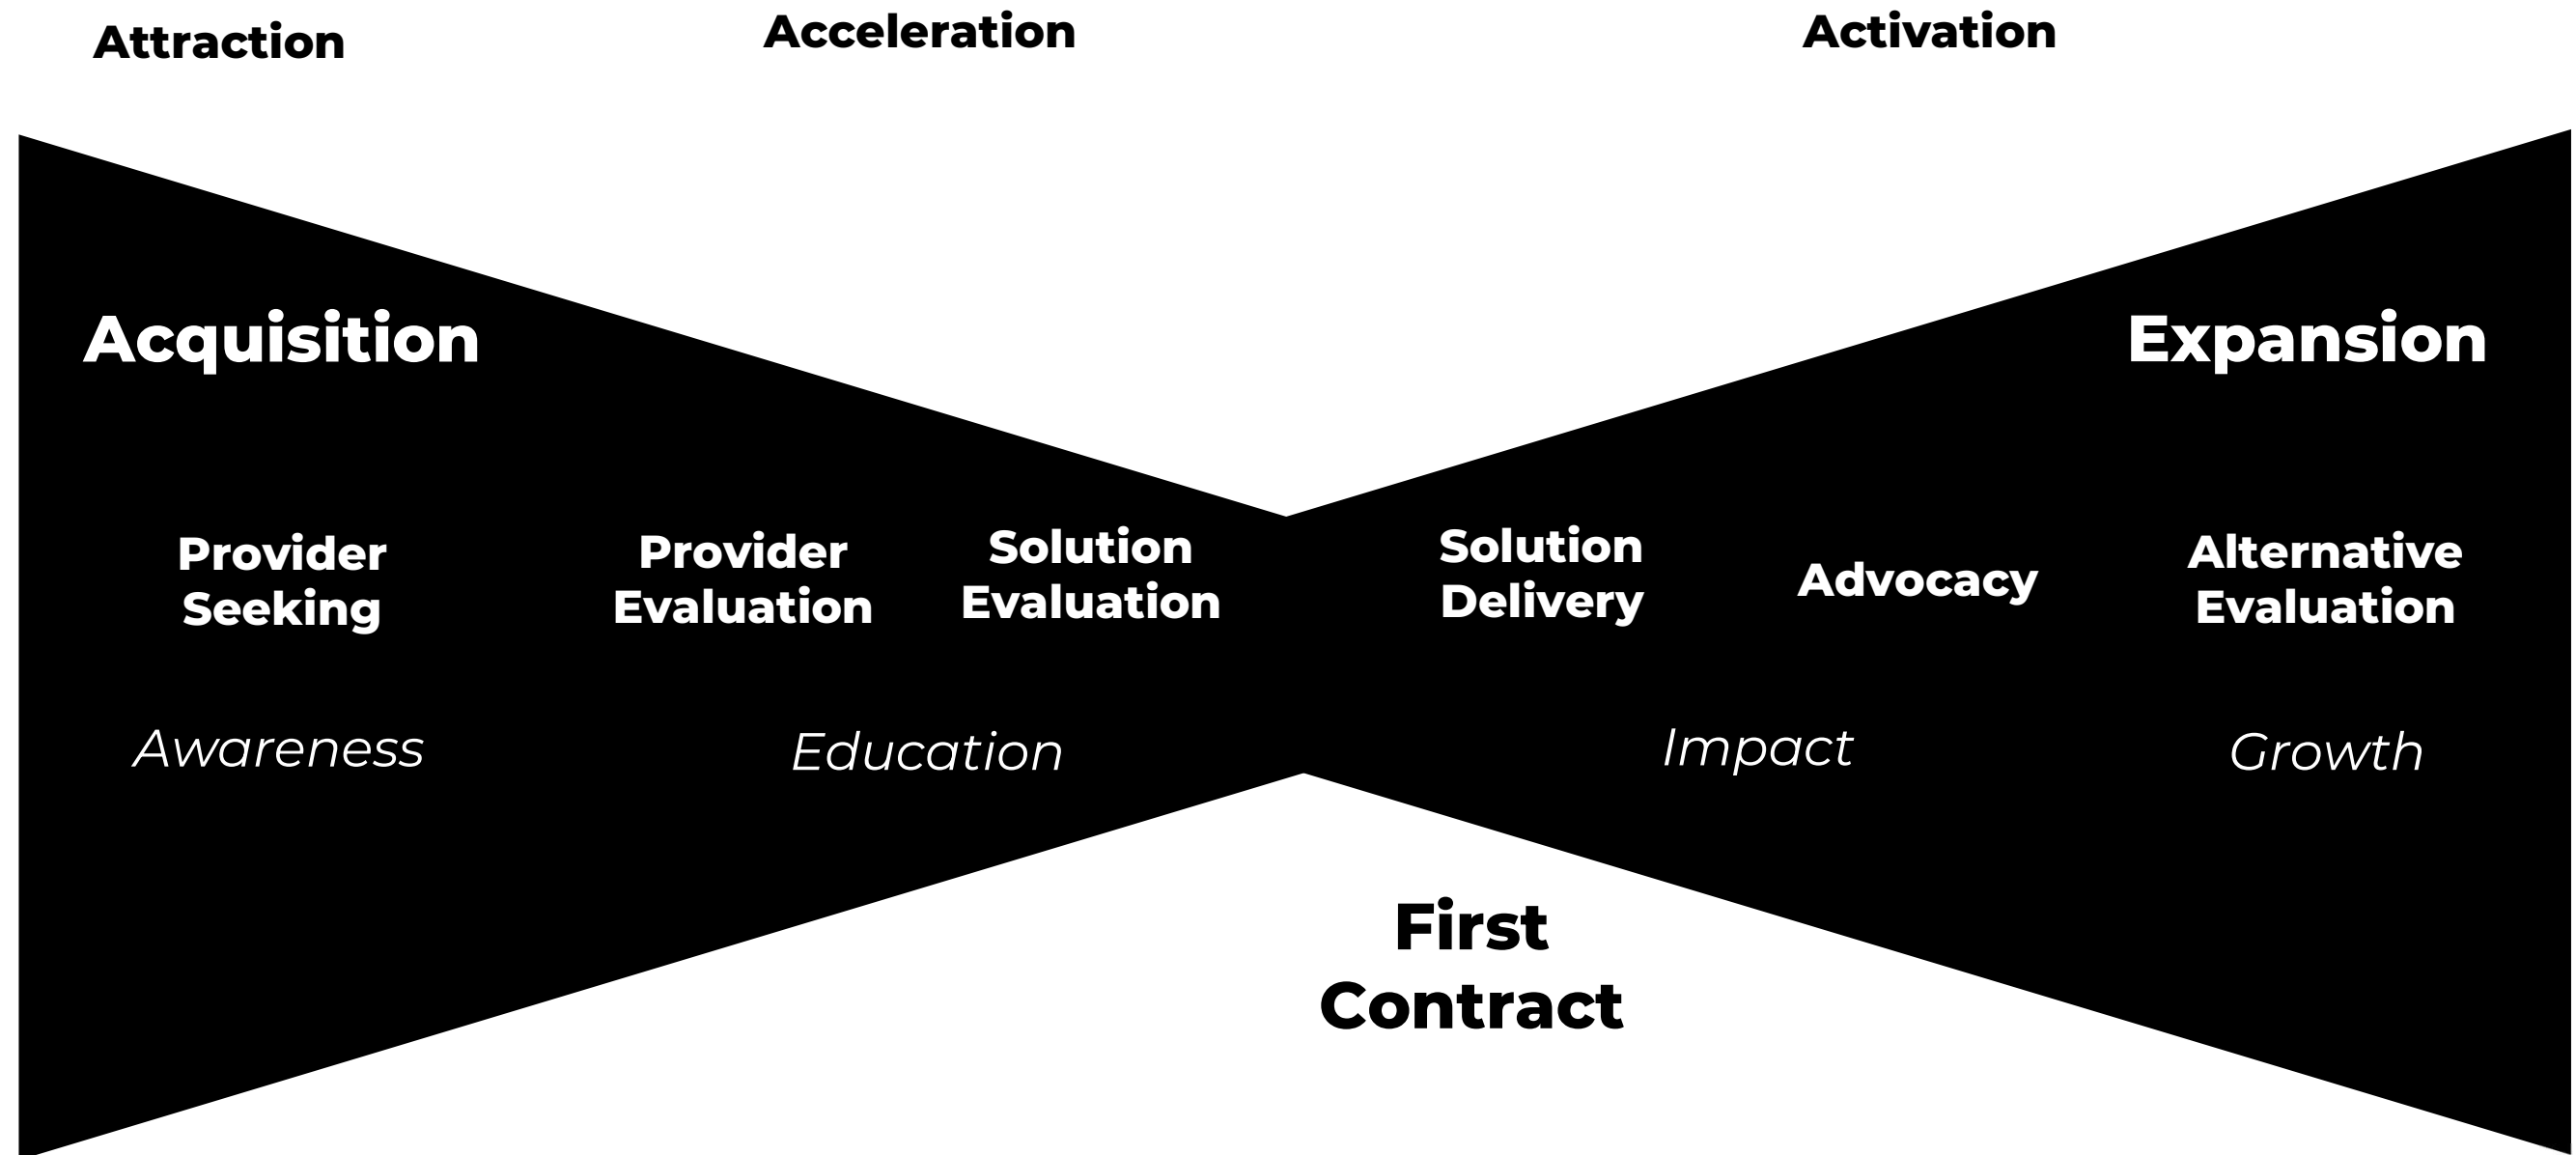 Attraction
Acceleration
Activation
Acquisition
Expansion
Provider
Seeking
Provider
Evaluation
Solution
Evaluation
Solution
Delivery
Advocacy
Alternative
Evaluation
Awareness
Education
Impact
Growth
First
Contract